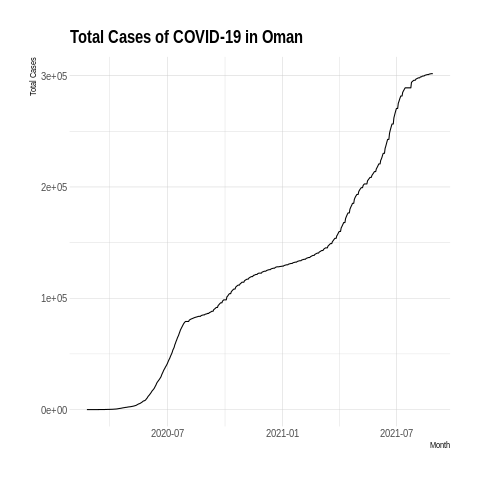 Total Cases of COVID-19 in Oman
Total Cases
3e+05
2e+05
1e+05
0e+00
2020-07 2021-01 2021-07
Month